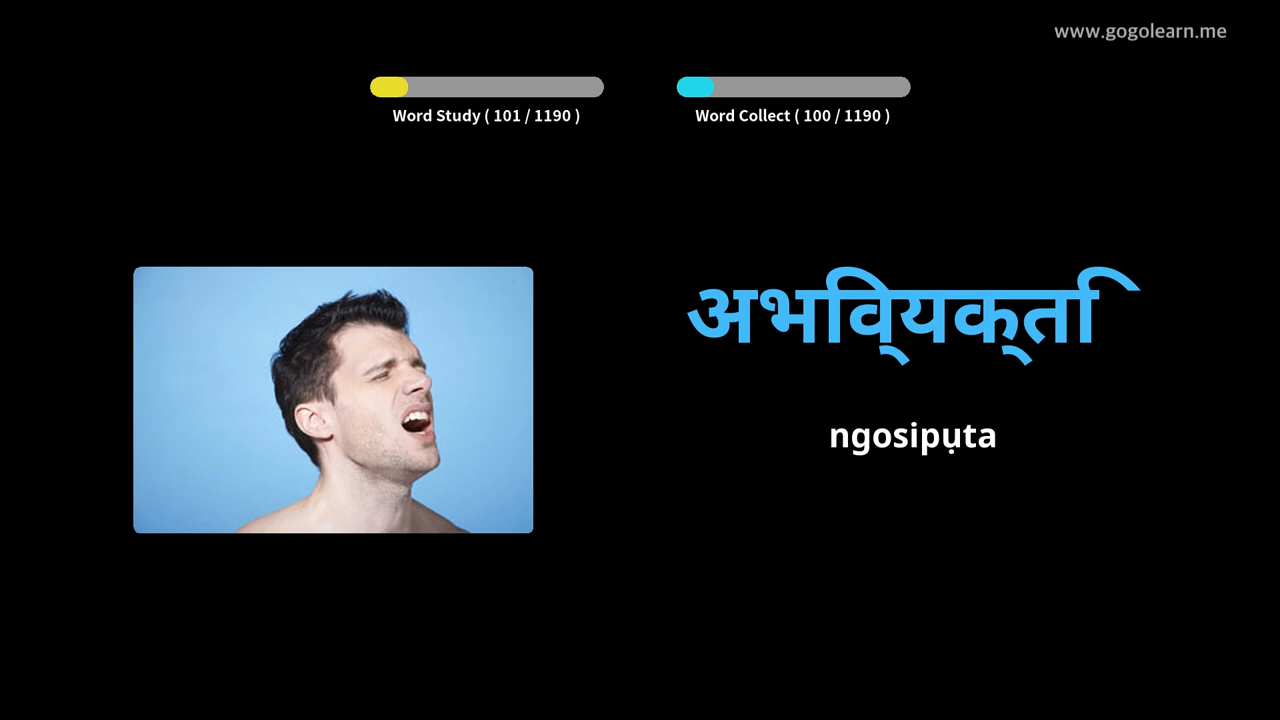 www.gogolearn.me
Word Study ( 101 / 1190 )
Word Collect ( 100 / 1190 )
अभिव्यक्ति
ngosipụta